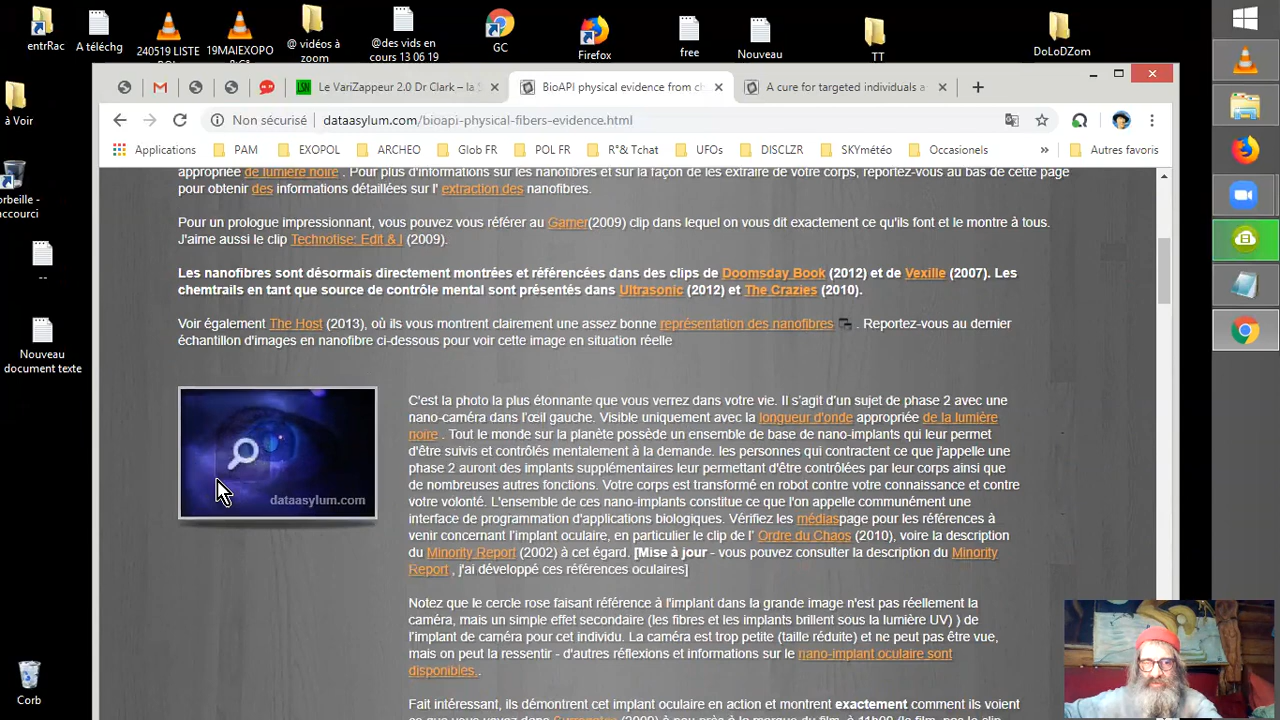 entrRac
A téléchg
240519 LISTE
19MAIEXPO
@ vidéos à
zoom
@des vids en
cours 13 06 19
GC
Firefox
free
Nouveau
TT
DoLoDZom
à Voir
orbeille -
accourci
--
Nouveau
document texte
Corb
LSN Le VariZappeur 2.0 Dr Clark – la
BioAPI physical evidence from c
A cure for targeted individuals a
Non sécurisé dataasylum.com/bioapi-physical-fibers-evidence.html
Applications PAM EXOPOL ARCHEO Glob FR POL FR R°& Tchat UFOs DISCLZR SKYmétéo Occasionels » Autres favoris
appropriée de lumière noire . Pour plus d'informations sur les nanofibres et sur la façon de les extraire de votre corps, reportez-vous au bas de cette page
pour obtenir des informations détaillées sur l' extraction des nanofibres.
Pour un prologue impressionnant, vous pouvez vous référer au Gamer(2009) clip dans lequel on vous dit exactement ce qu'ils font et le montre à tous.
J'aime aussi le clip Technotise: Edit & I (2009).
Les nanofibres sont désormais directement montrées et référencées dans des clips de Doomsday Book (2012) et de Vexille (2007). Les
chemtrails en tant que source de contrôle mental sont présentés dans Ultrasonic (2012) et The Crazies (2010).
Voir également The Host (2013), où ils vous montrent clairement une assez bonne représentation des nanofibres . Reportez-vous au dernier
échantillon d'images en nanofibre ci-dessous pour voir cette image en situation réelle
dataasylum.com
C'est la photo la plus étonnante que vous verrez dans votre vie. Il s'agit d'un sujet de phase 2 avec une
nano-caméra dans l'œil gauche. Visible uniquement avec la longueur d'onde appropriée de la lumière
noire . Tout le monde sur la planète possède un ensemble de base de nano-implants qui leur permet
d'être suivis et contrôlés mentalement à la demande. les personnes qui contractent ce que j'appelle une
phase 2 auront des implants supplémentaires leur permettant d'être contrôlées par leur corps ainsi que
de nombreuses autres fonctions. Votre corps est transformé en robot contre votre connaissance et contre
votre volonté. L'ensemble de ces nano-implants constitue ce que l'on appelle communément une
interface de programmation d'applications biologiques. Vérifiez les médiaspage pour les références à
venir concernant l'implant oculaire, en particulier le clip de l' Ordre du Chaos (2010), voire la description
du Minority Report (2002) à cet égard. [Mise à jour - vous pouvez consulter la description du Minority
Report , j'ai développé ces références oculaires]
Notez que le cercle rose faisant référence à l'implant dans la grande image n'est pas réellement la
caméra, mais un simple effet secondaire (les fibres et les implants brillent sous la lumière UV) ) de
l'implant de caméra pour cet individu. La caméra est trop petite (taille réduite) et ne peut pas être vue,
mais on peut la ressentir - d'autres réflexions et informations sur le nano-implant oculaire sont
disponibles .
Fait intéressant, ils démontrent cet implant oculaire en action et montrent exactement comment ils voient